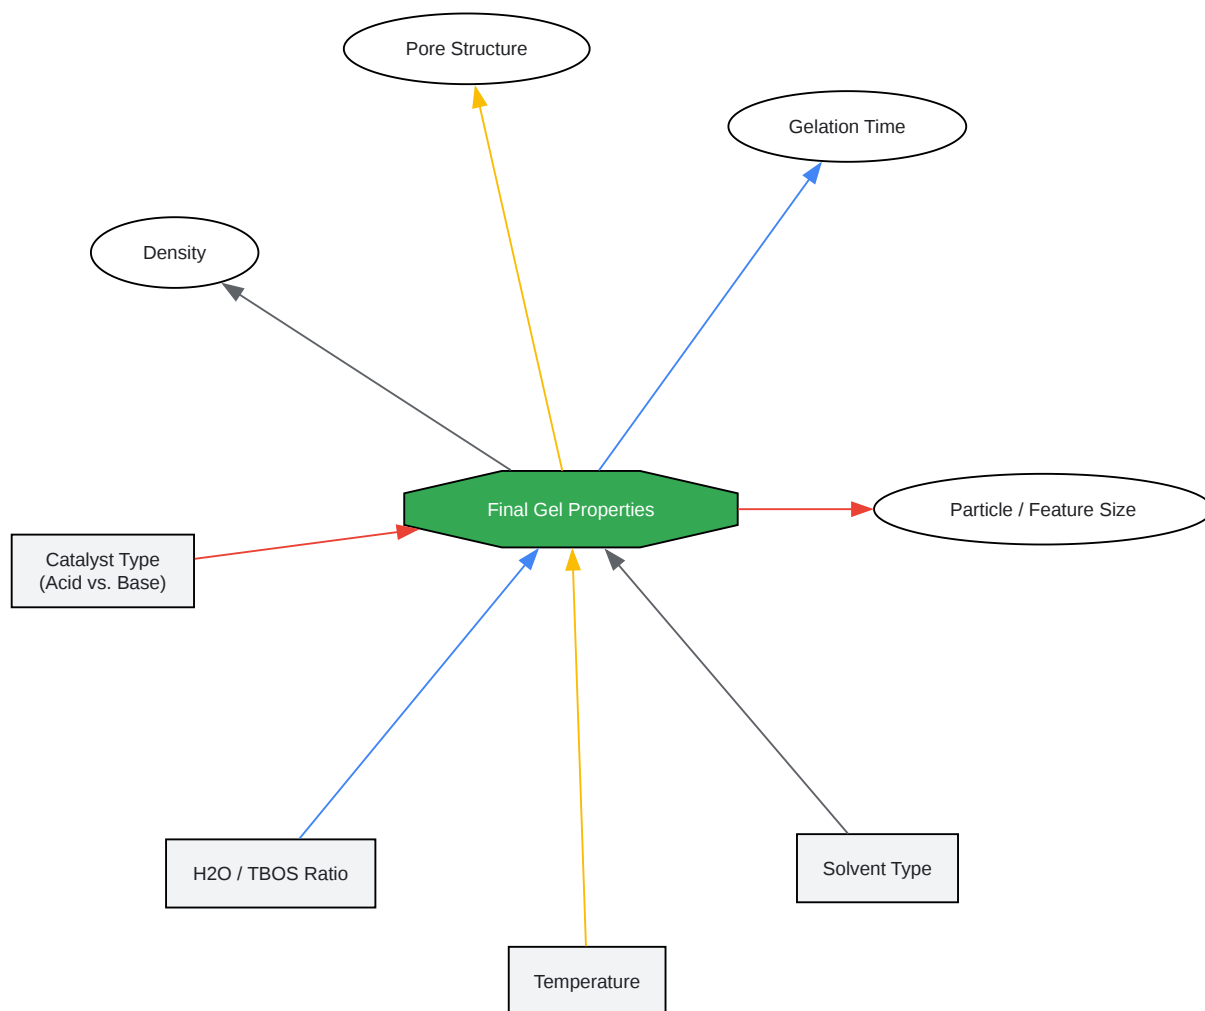 Pore Structure
Gelation Time
Density
Final Gel Properties
Particle / Feature Size
Catalyst Type
(Acid vs. Base)
H2O / TBOS Ratio
Solvent Type
Temperature